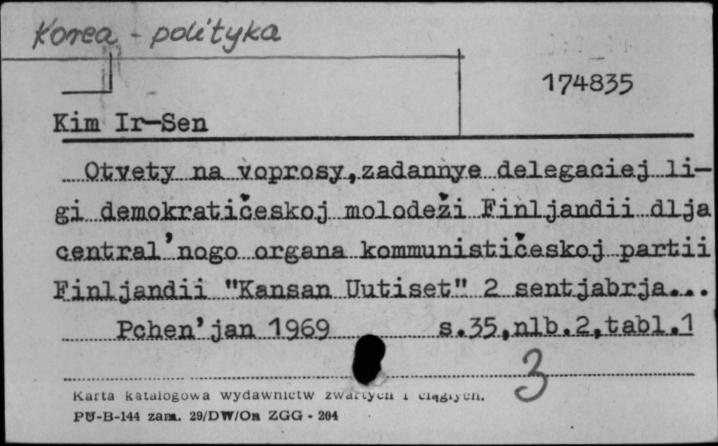 Korea - polityka
174835
Kim Ir-Sen
Otvety na voprosy,zadannye delegaciej li-
gi demokratičeskoj molodeži Finljandii dlja
central'nogo organa kommunističeskoj partii
Finljandii "Kansan Uutiset" 2 sentjabrja...
Pchen'jan 1969 s.35,nlb.2,tabl.1
3
Karta katalogowa wydawnictw zwartych i ciągłych.
PU-B-144 zam. 29/DW/On ZGG - 204